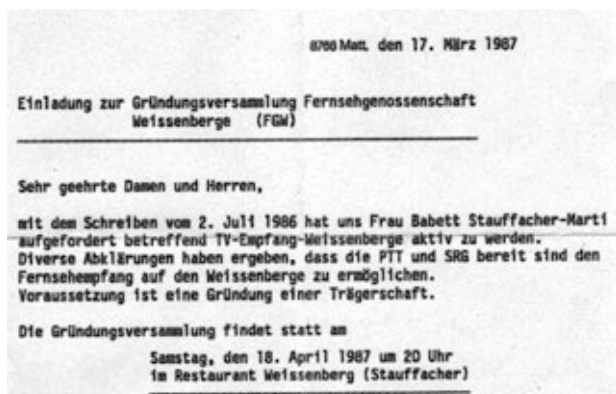 8766 Matt, den 17. März 1987
Einladung zur Gründungsversammlung Fernsehgenossenschaft
Weissenberge (FGW)
Sehr geehrte Damen und Herren,
mit dem Schreiben vom 2. Juli 1986 hat uns Frau Babett Stauffacher-Marti
aufgefordert betreffend TV-Empfang-Weissenberge aktiv zu werden.
Diverse Abklärungen haben ergeben, dass die PTT und SRG bereit sind den
Fernsehempfang auf den Weissenberge zu ermöglichen.
Voraussetzung ist eine Gründung einer Trägerschaft.
Die Gründungsversammlung findet statt am
Samstag, den 18. April 1987 um 20 Uhr
im Restaurant Weissenberg (Stauffacher)